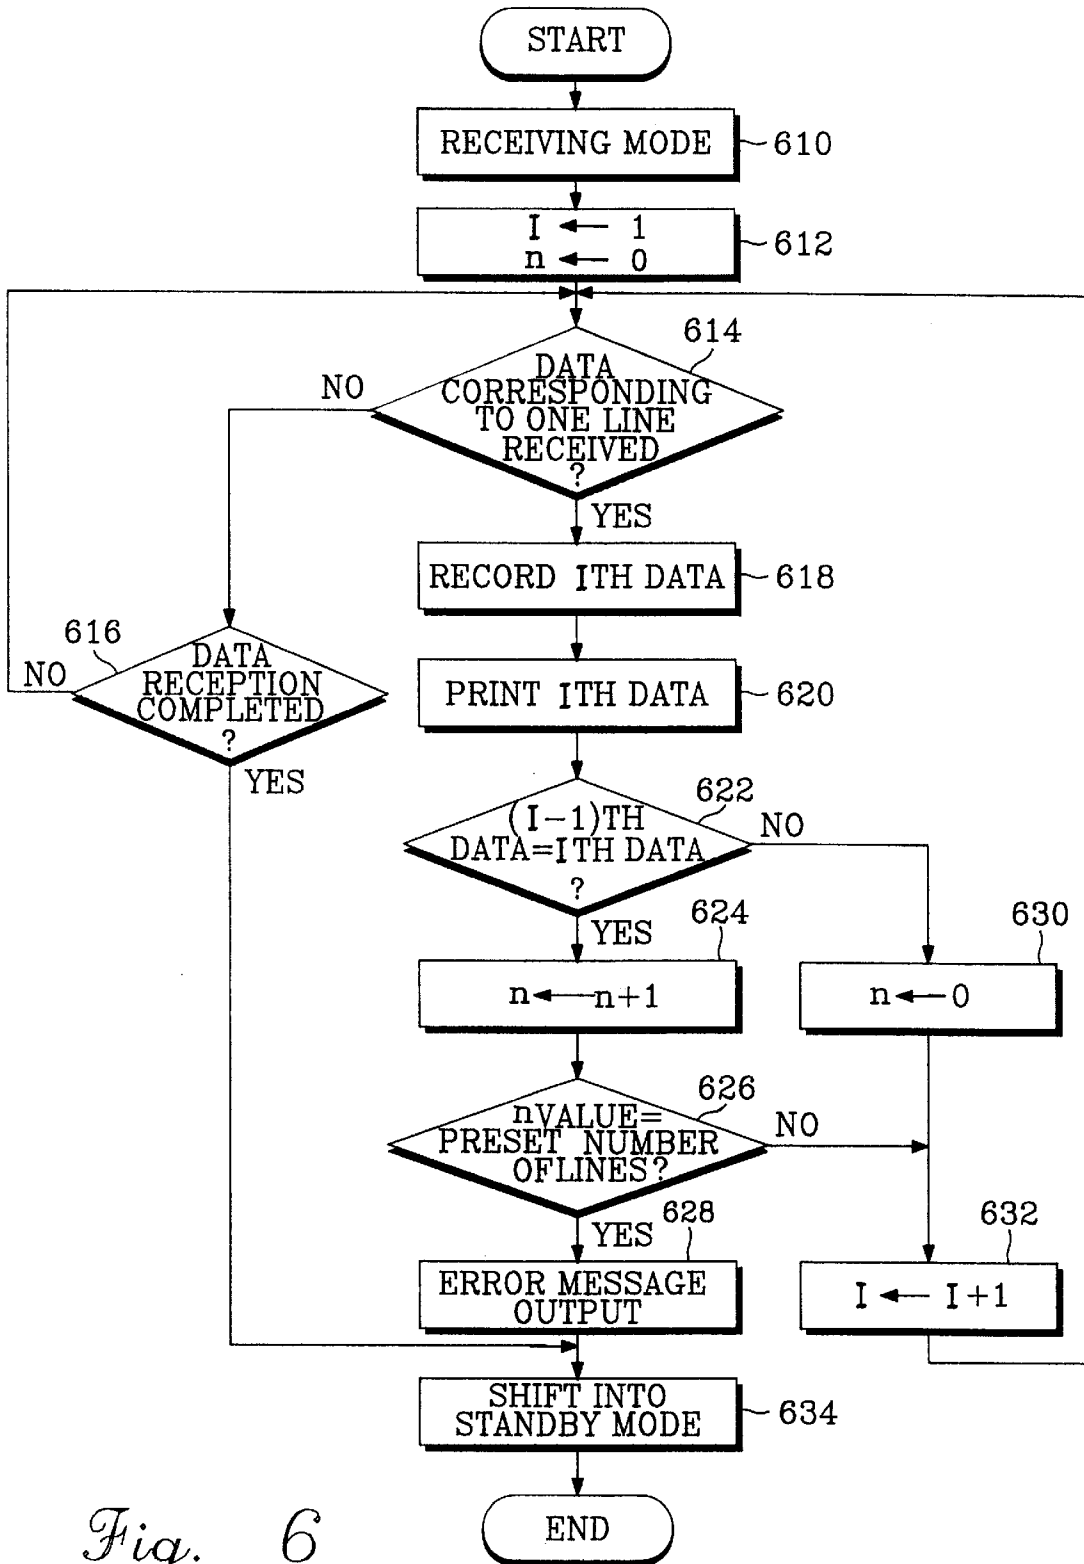 START
RECEIVING MODE
610
I ← 1
n ← 0
612
614
DATA
CORRESPONDING
TO ONE LINE
RECEIVED
?
NO
YES
RECORD ITH DATA
618
616
DATA
RECEPTION
COMPLETED
?
NO
YES
PRINT ITH DATA
620
622
(I-1)TH
DATA=ITH DATA
?
NO
YES
624
n←n+1
630
n←0
626
nVALUE=
PRESET NUMBER
OFLINES?
NO
YES
628
ERROR MESSAGE
OUTPUT
632
I ← I+1
SHIFT INTO
STANDBY MODE
634
END
Fig. 6